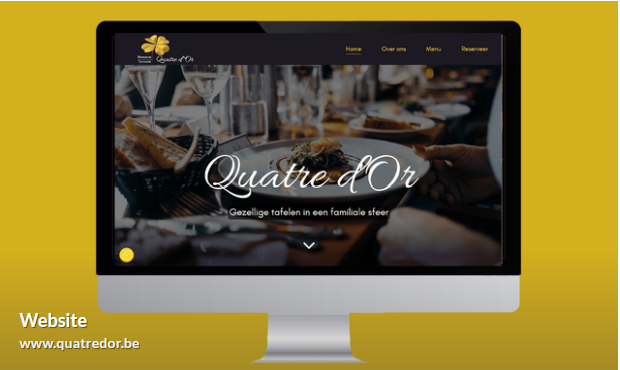 Home Over ons Menu Reserveer
Quatre d'Or
Quatre d'Or
Gezellige tafelen in een familiale sfeer
Website
www.quatredor.be